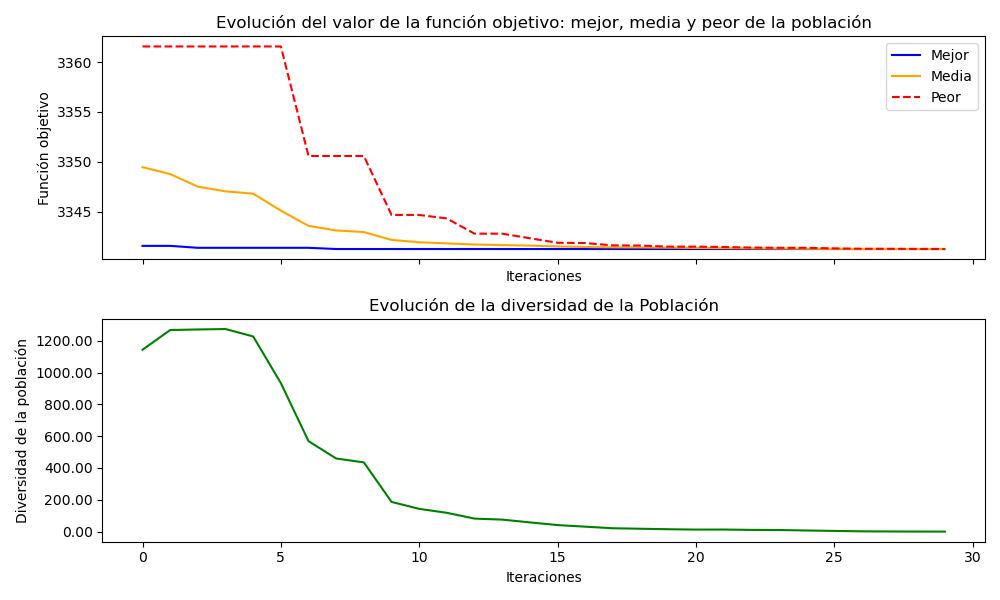 Evolución del valor de la función objetivo: mejor, media y peor de la población
Función objetivo
3360
3355
3350
3345
Mejor
Media
Peor
Iteraciones
Evolución de la diversidad de la Población
Diversidad de la población
1200.00
1000.00
800.00
600.00
400.00
200.00
0.00
0 5 10 15 20 25 30
Iteraciones